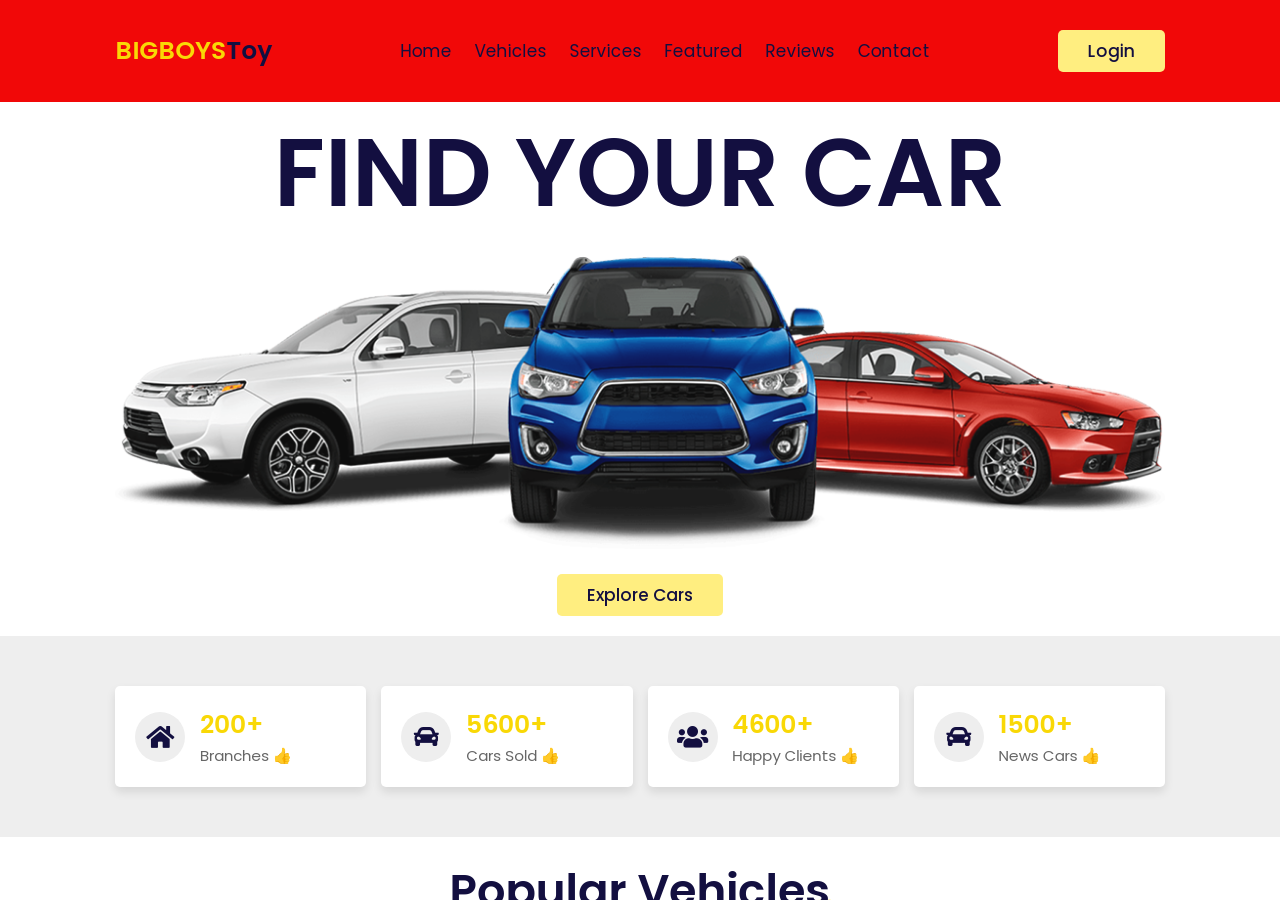 BIGBOYSToy
Home Vehicles Services Featured Reviews Contact
Login
FIND YOUR CAR
Explore Cars
200+
Branches 👍
5600+
Cars Sold 👍
4600+
Happy Clients 👍
1500+
News Cars 👍
Popular Vehicles